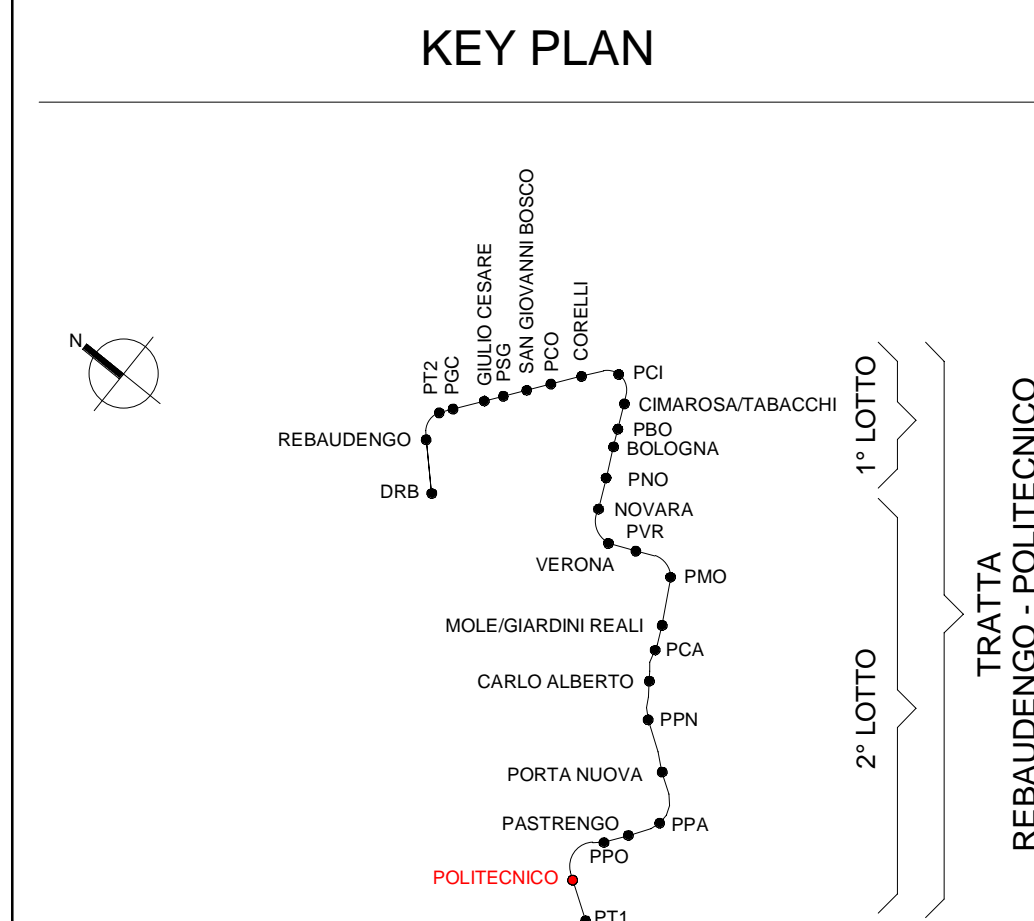 KEY PLAN
N
PT2
PGC
GIULIO CESARE
PSG
SAN GIOVANNI BOSCO
PCO
CORELLI
PCI
CIMAROSA/TABACCHI
REBAUDENGO
PBO
BOLOGNA
DRB
PNO
NOVARA
PVR
VERONA
PMO
MOLE/GIARDINI REALI
PCA
CARLO ALBERTO
PPN
PORTA NUOVA
PASTRENGO
PPA
PPO
POLITECNICO
PT1
1° LOTTO
2° LOTTO
TRATTA
REBAUDENGO - POLITECNICO